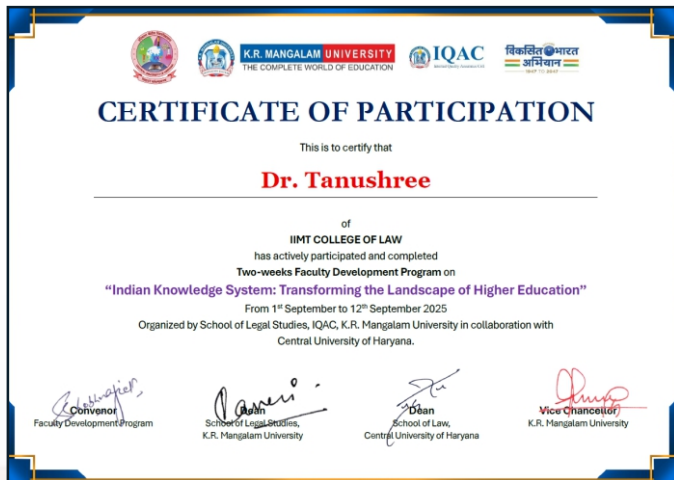 K.R. MANGALAM UNIVERSITY
THE COMPLETE WORLD OF EDUCATION
IQAC
विकसित भारत
अभियान
CERTIFICATE OF PARTICIPATION
This is to certify that
Dr. Tanushree
of
IIMT COLLEGE OF LAW
has actively participated and completed
Two-weeks Faculty Development Program on
“Indian Knowledge System: Transforming the Landscape of Higher Education”
From 1st September to 12th September 2025
Organized by School of Legal Studies, IQAC, K.R. Mangalam University in collaboration with
Central University of Haryana.
Convenor
Faculty Development Program
Dean
School of Legal Studies,
K.R. Mangalam University
Dean
School of Law,
Central University of Haryana
Vice Chancellor
K.R. Mangalam University